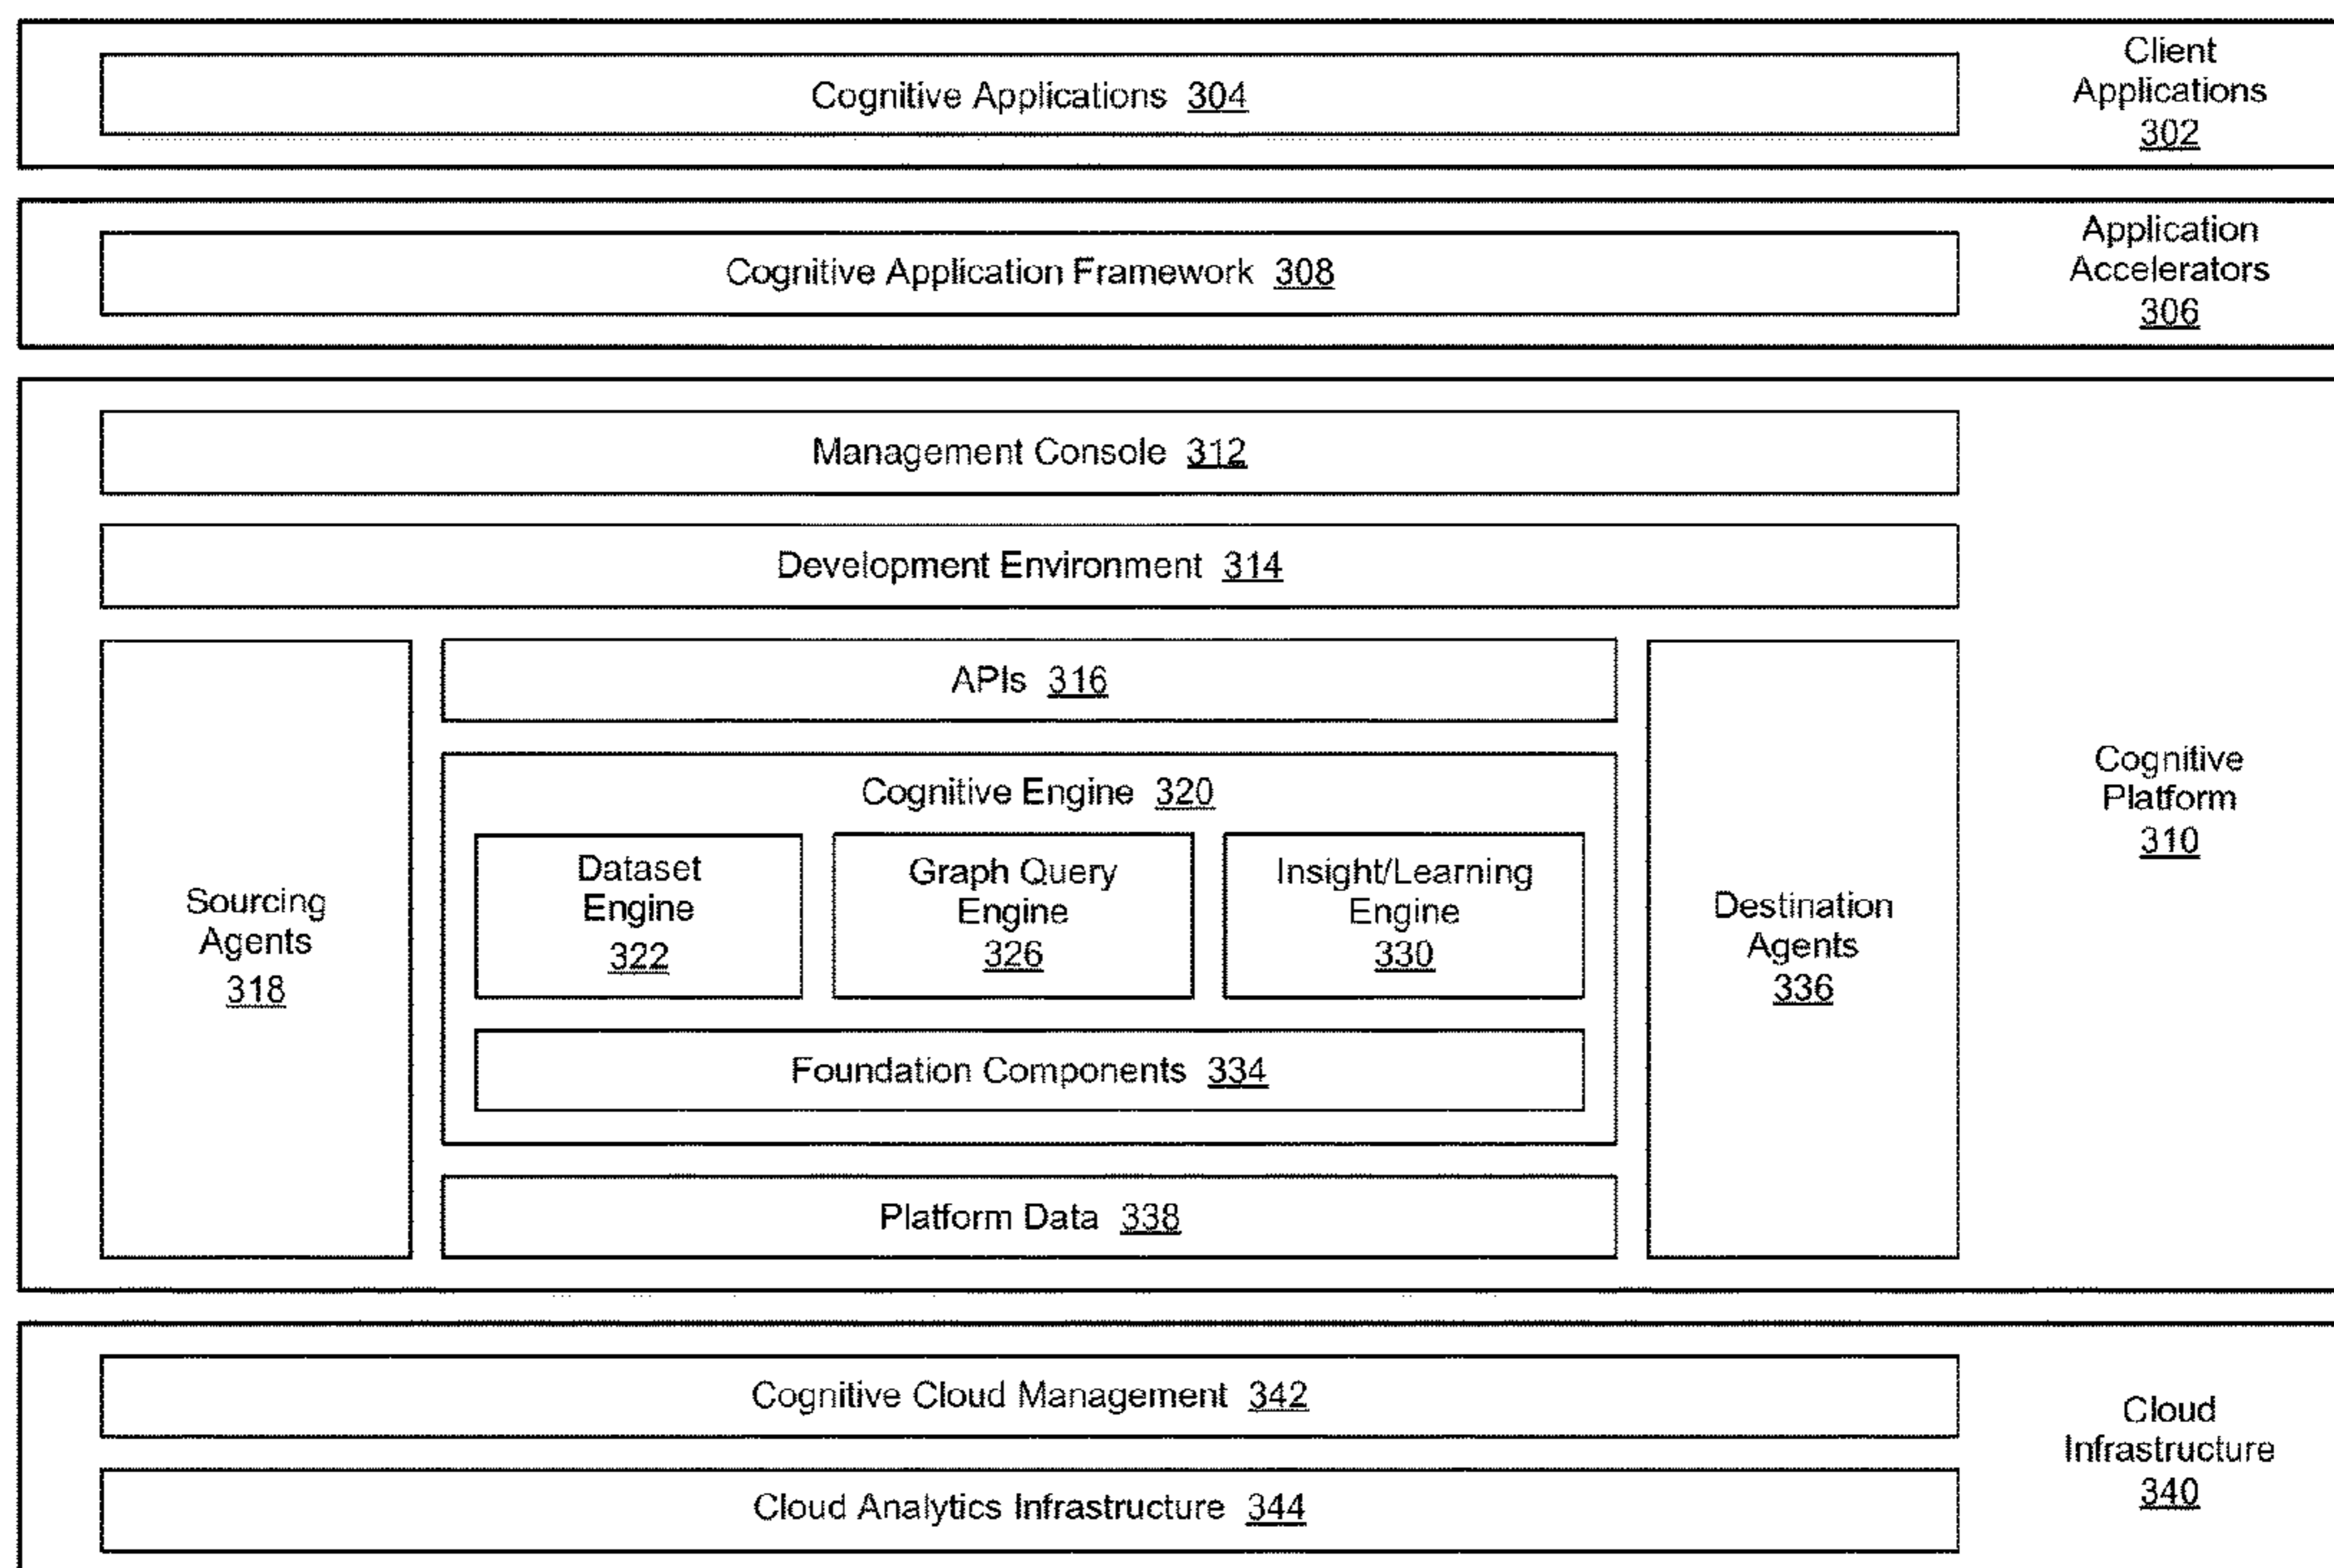 Cognitive Applications 304
Client
Applications
302
Cognitive Application Framework 308
Application
Accelerators
306
Management Console 312
Development Environment 314
APIs 316
Cognitive Engine 320
Dataset
Engine
322
Graph Query
Engine
326
Insight/Learning
Engine
330
Sourcing
Agents
318
Destination
Agents
336
Foundation Components 334
Platform Data 338
Cognitive
Platform
310
Cognitive Cloud Management 342
Cloud Analytics Infrastructure 344
Cloud
Infrastructure
340